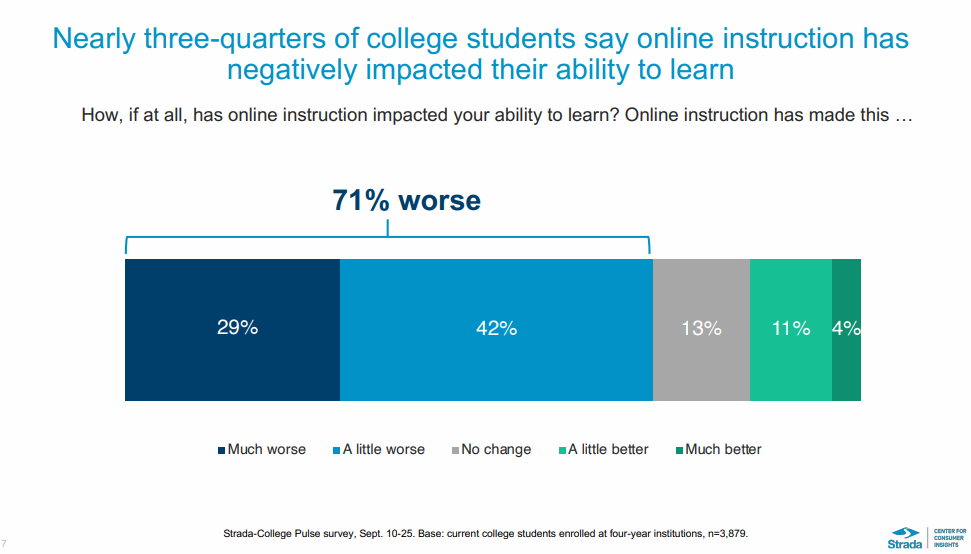 Nearly three-quarters of college students say online instruction has
negatively impacted their ability to learn
How, if at all, has online instruction impacted your ability to learn? Online instruction has made this …
71% worse
29%
42%
13%
11%
4%
Much worse
A little worse
No change
A little better
Much better
Strada-College Pulse survey, Sept. 10-25. Base: current college students enrolled at four-year institutions, n=3,879.
7
Strada
CENTER FOR
CONSUMER
INSIGHTS